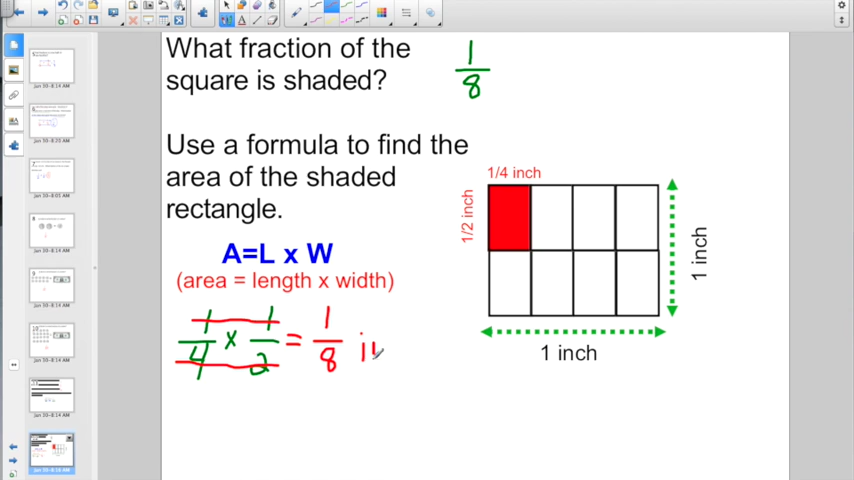 What fraction of the
square is shaded?
1
8
Use a formula to find the
area of the shaded
rectangle.
1/4 inch
1/2 inch
1 inch
1 inch
A=L x W
(area = length x width)
1/4 x 1/2 = 1/8 i